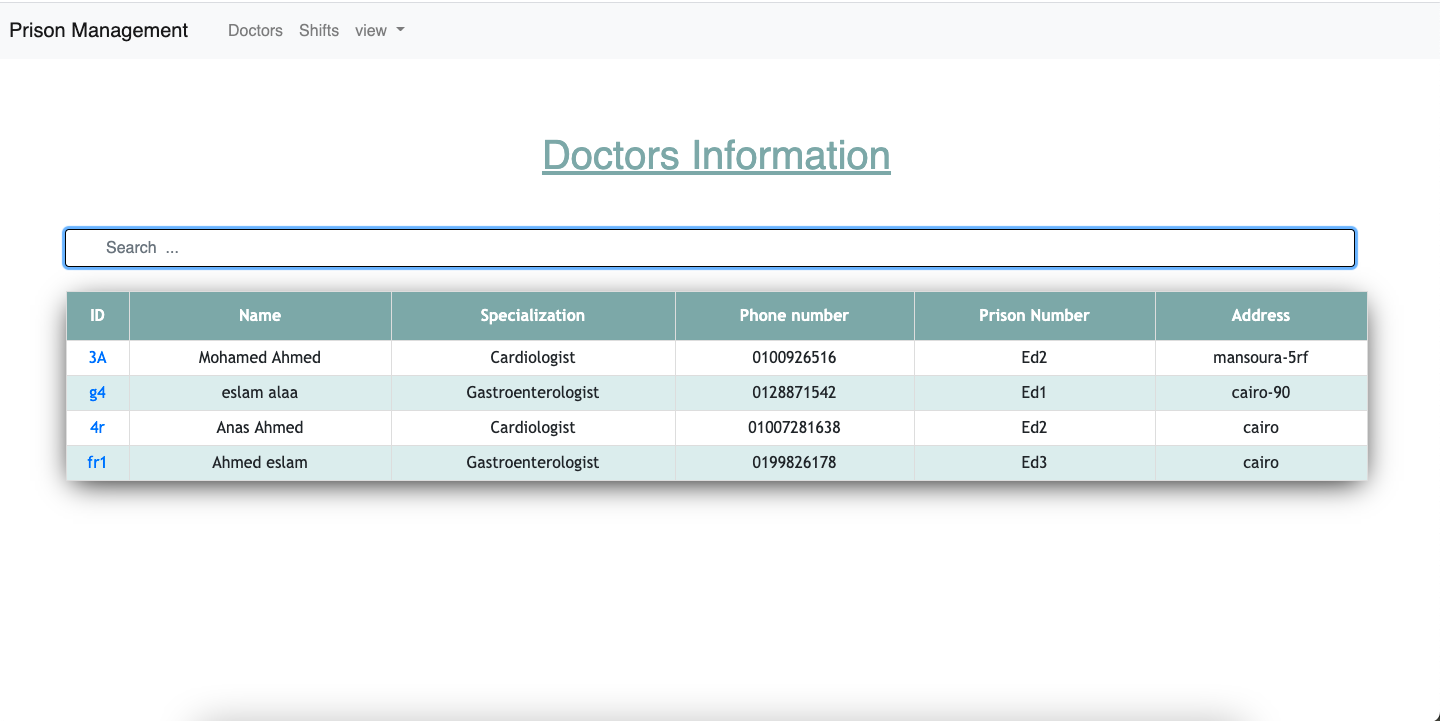 Prison Management Doctors Shifts view
Doctors Information
Search ...
ID Name Specialization Phone number Prison Number Address
3A Mohamed Ahmed Cardiologist 0100926516 Ed2 mansoura-5rf
g4 eslam alaa Gastroenterologist 0128871542 Ed1 cairo-90
4r Anas Ahmed Cardiologist 01007281638 Ed2 cairo
fr1 Ahmed eslam Gastroenterologist 0199826178 Ed3 cairo